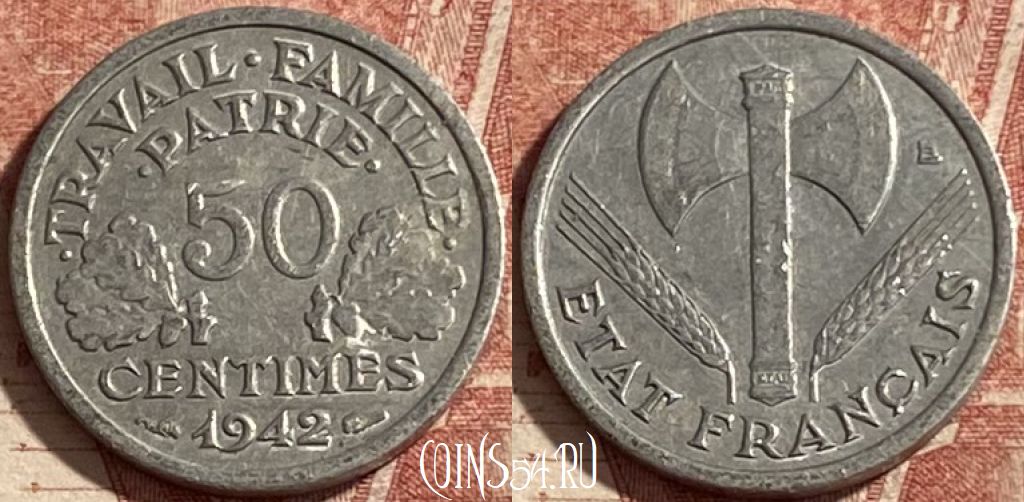 TRAVAIL · FAMILLE
· PATRIE ·
50
CENTIMES
1942
ETAT FRANÇAIS
COINS54.RU